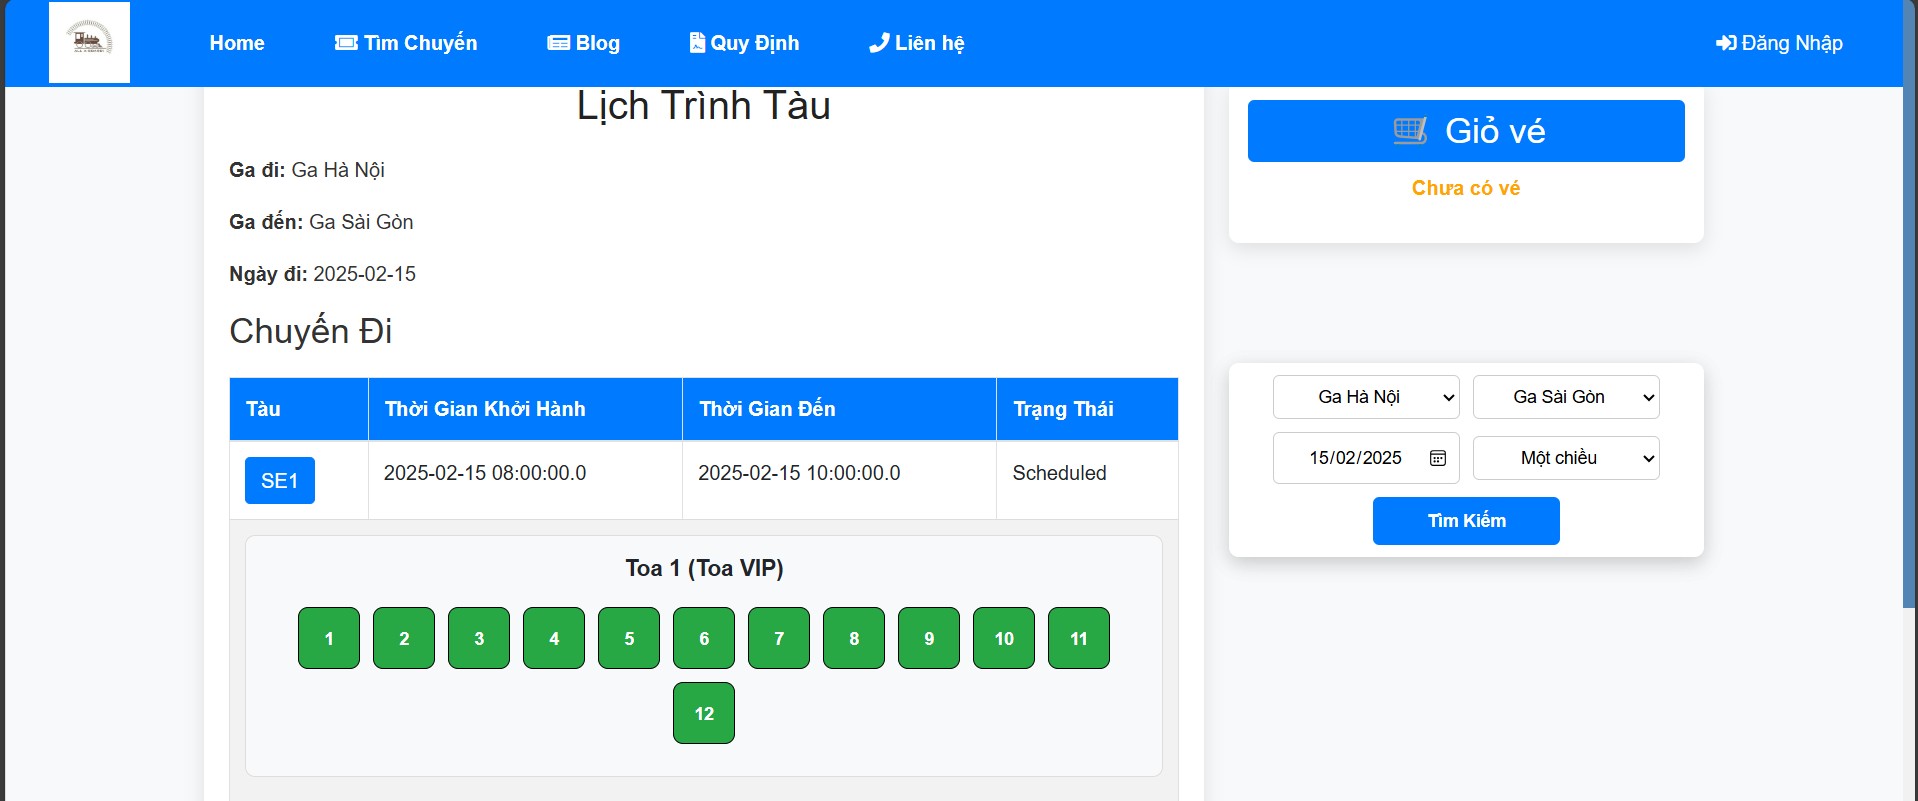 Home Tìm Chuyến Blog Quy Định Liên hệ Đăng Nhập
Lịch Trình Tàu
Ga đi: Ga Hà Nội
Ga đến: Ga Sài Gòn
Ngày đi: 2025-02-15
Chuyến Đi
Tàu Thời Gian Khởi Hành Thời Gian Đến Trạng Thái
SE1 2025-02-15 08:00:00.0 2025-02-15 10:00:00.0 Scheduled
Toa 1 (Toa VIP)
1 2 3 4 5 6 7 8 9 10 11
12
Giỏ vé
Chưa có vé
Ga Hà Nội Ga Sài Gòn
15/02/2025 Một chiều
Tìm Kiếm